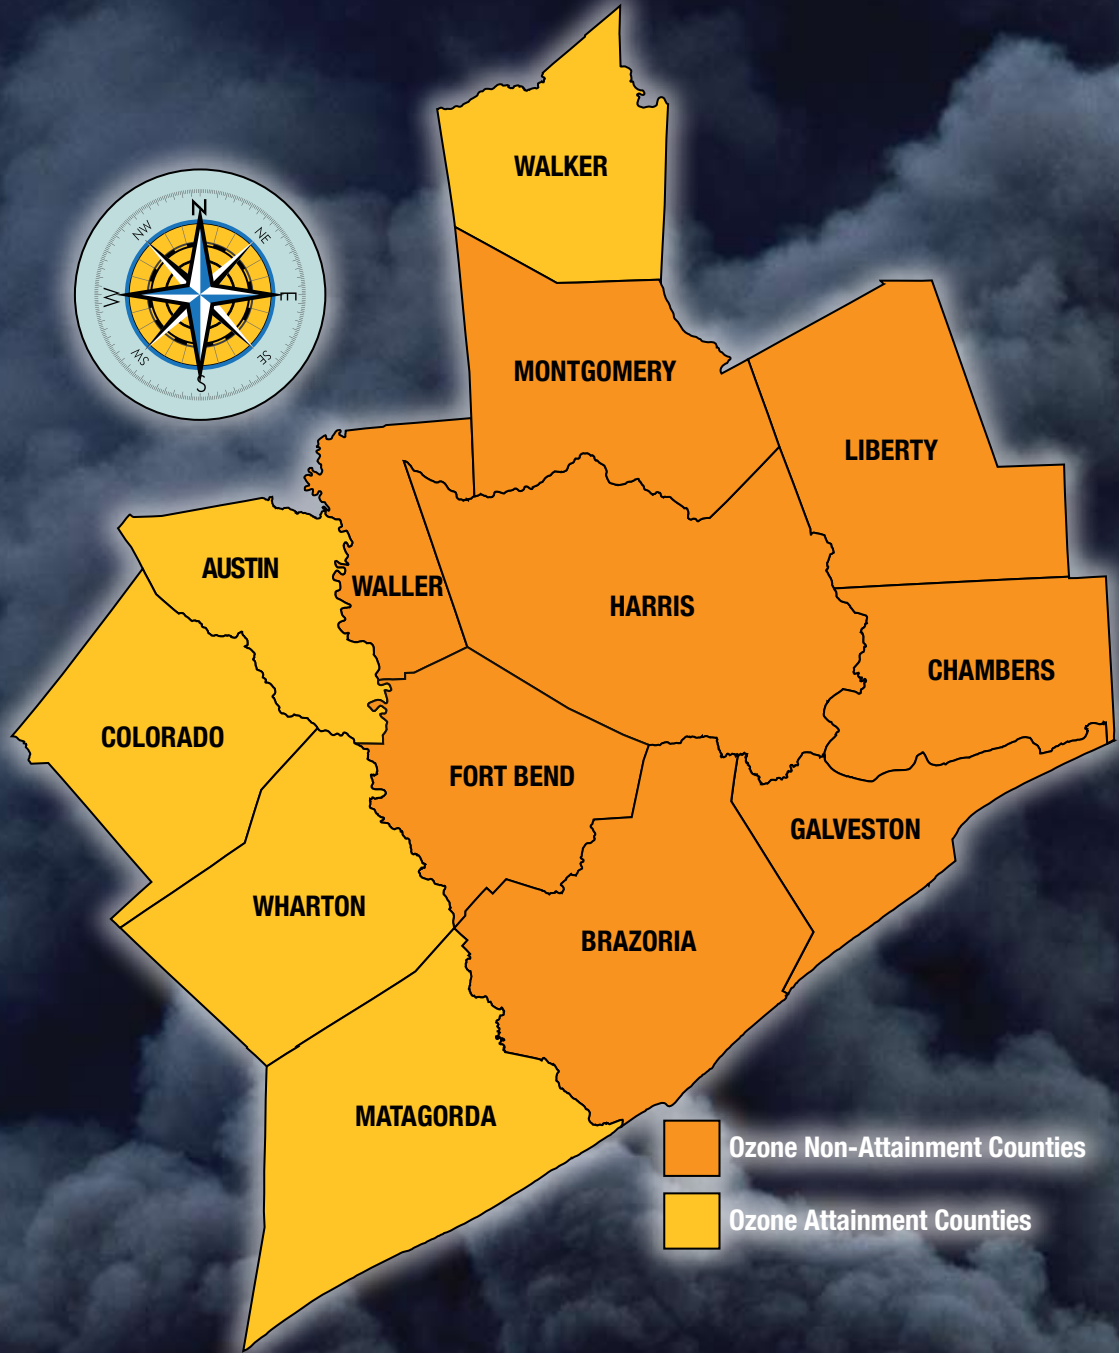 WALKER
N
NW
NE
W
E
SW
SE
S
MONTGOMERY
LIBERTY
AUSTIN
WALLER
HARRIS
CHAMBERS
COLORADO
FORT BEND
GALVESTON
WHARTON
BRAZORIA
MATAGORDA
Ozone Non-Attainment Counties
Ozone Attainment Counties